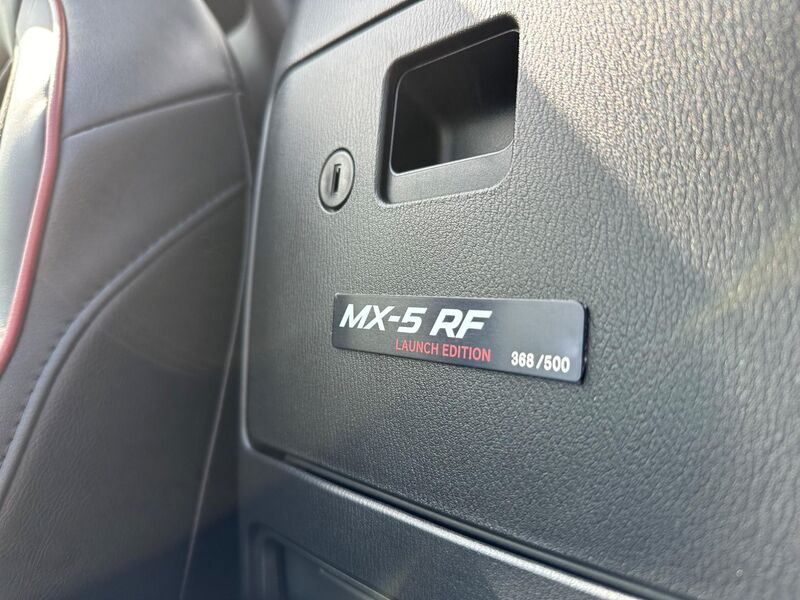 MX-5 RF
LAUNCH EDITION 368/500